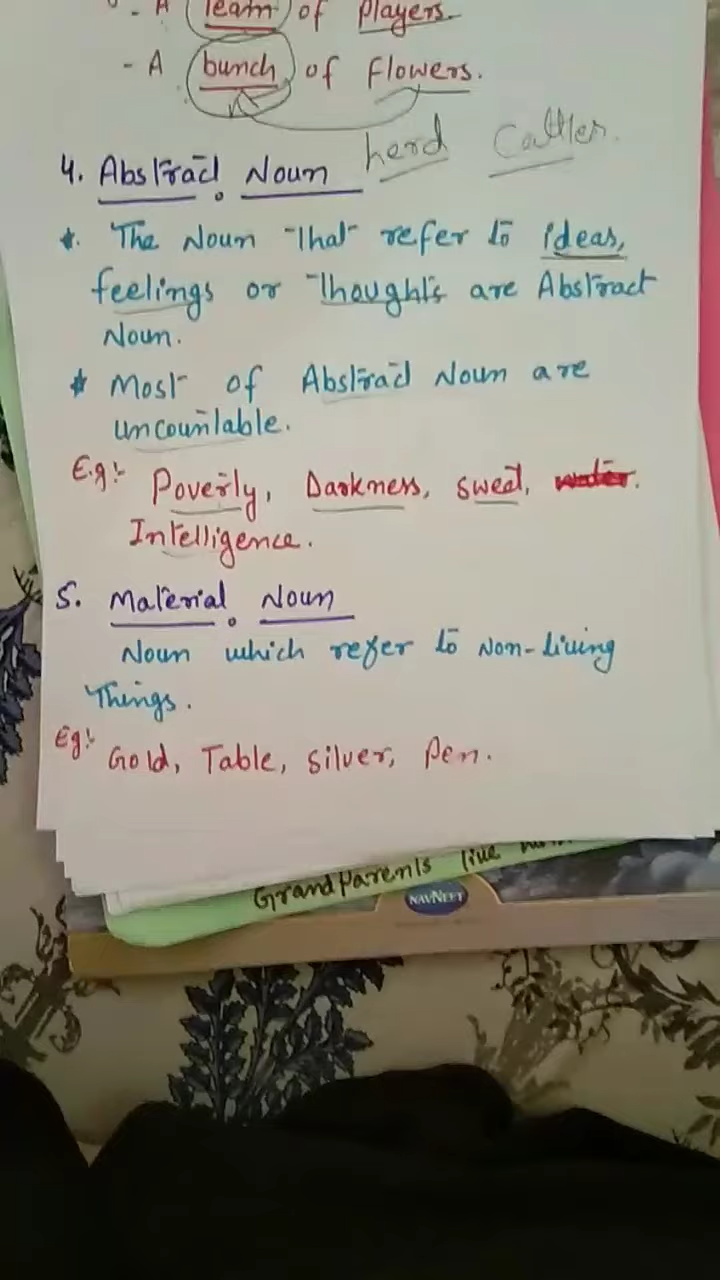 - A Team of Players.
- A bunch of Flowers.
herd Cattles.
4. Abstract Noun
*. The Noun That refer to ideas,
feelings or Thoughts are Abstract
Noun.
* Most of Abstract Noun are
uncountable.
E.g:- Poverty, Darkness, sweet, water.
Intelligence.
5. Material Noun
Noun which refer to Non-living
Things.
Eg:- Gold, Table, silver, Pen.
GrandParents live
NAVNEET